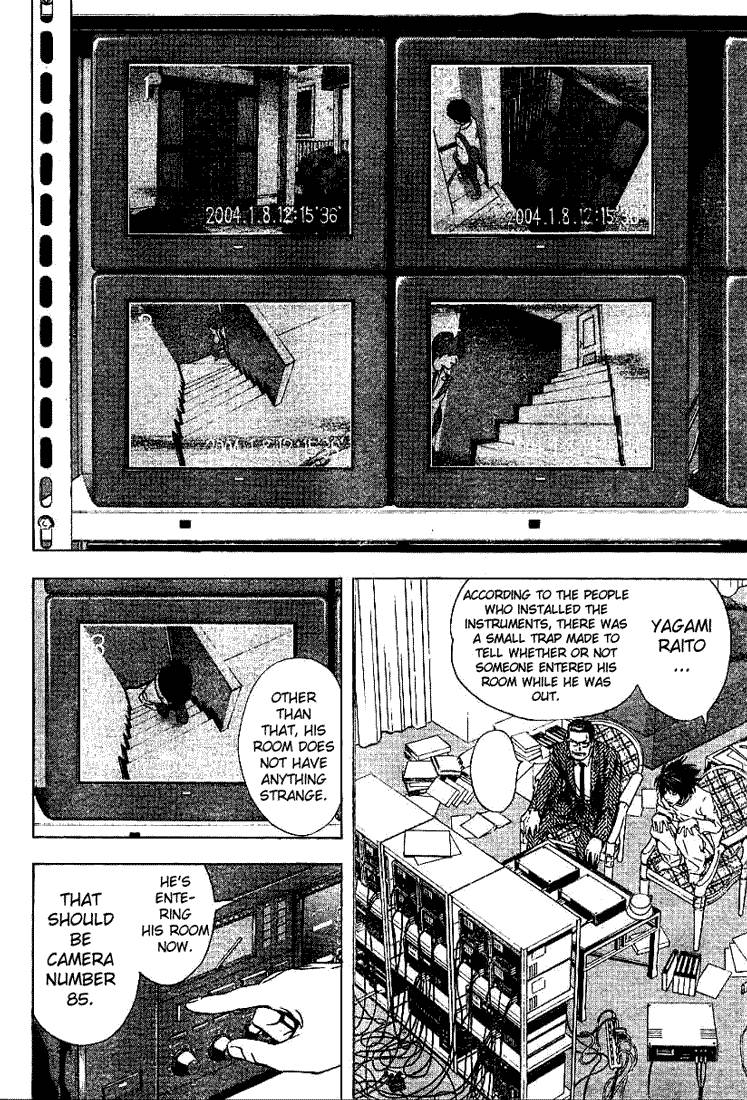 2004.1.8.12:15'36
2004.1.8.12:15'36
YAGAMI
RAITO
...
ACCORDING TO THE PEOPLE
WHO INSTALLED THE
INSTRUMENTS, THERE WAS
A SMALL TRAP MADE TO
TELL WHETHER OR NOT
SOMEONE ENTERED HIS
ROOM WHILE HE WAS
OUT.
OTHER
THAN
THAT, HIS
ROOM DOES
NOT HAVE
ANYTHING
STRANGE.
HE'S
ENTE-
RING
HIS ROOM
NOW.
THAT
SHOULD
BE
CAMERA
NUMBER
85.